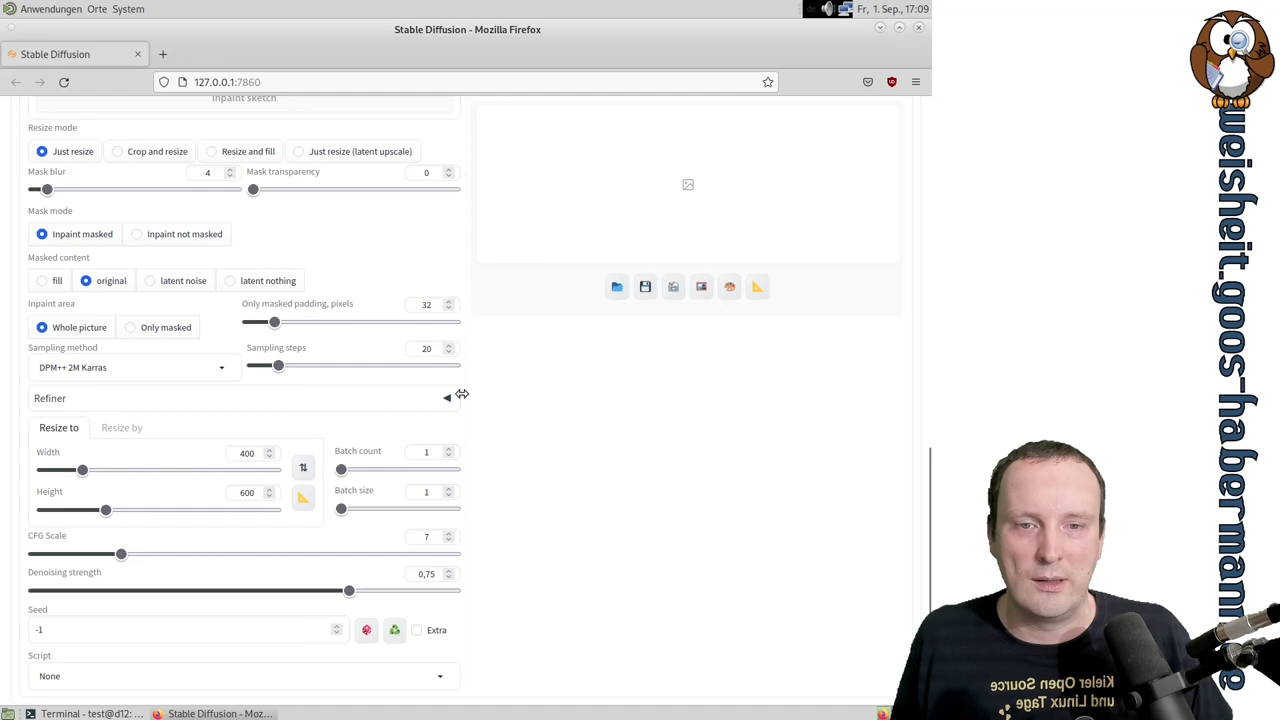 Anwendungen Orte System
de
Fr, 1. Sep., 17:09
Stable Diffusion - Mozilla Firefox
Stable Diffusion
127.0.0.1:7860
Inpaint sketch
Resize mode
Just resize
Crop and resize
Resize and fill
Just resize (latent upscale)
Mask blur
4
Mask transparency
0
Mask mode
Inpaint masked
Inpaint not masked
Masked content
fill
original
latent noise
latent nothing
Inpaint area
Whole picture
Only masked
Only masked padding, pixels
32
Sampling method
DPM++ 2M Karras
Sampling steps
20
Refiner
Resize to
Resize by
Width
400
Height
600
Batch count
1
Batch size
1
CFG Scale
7
Denoising strength
0,75
Seed
-1
Extra
Script
None
Terminal - test@d12: ...
Stable Diffusion - Moz...
weisheit.goos-habermann.de
Kieler Open Source
und Linux Tage